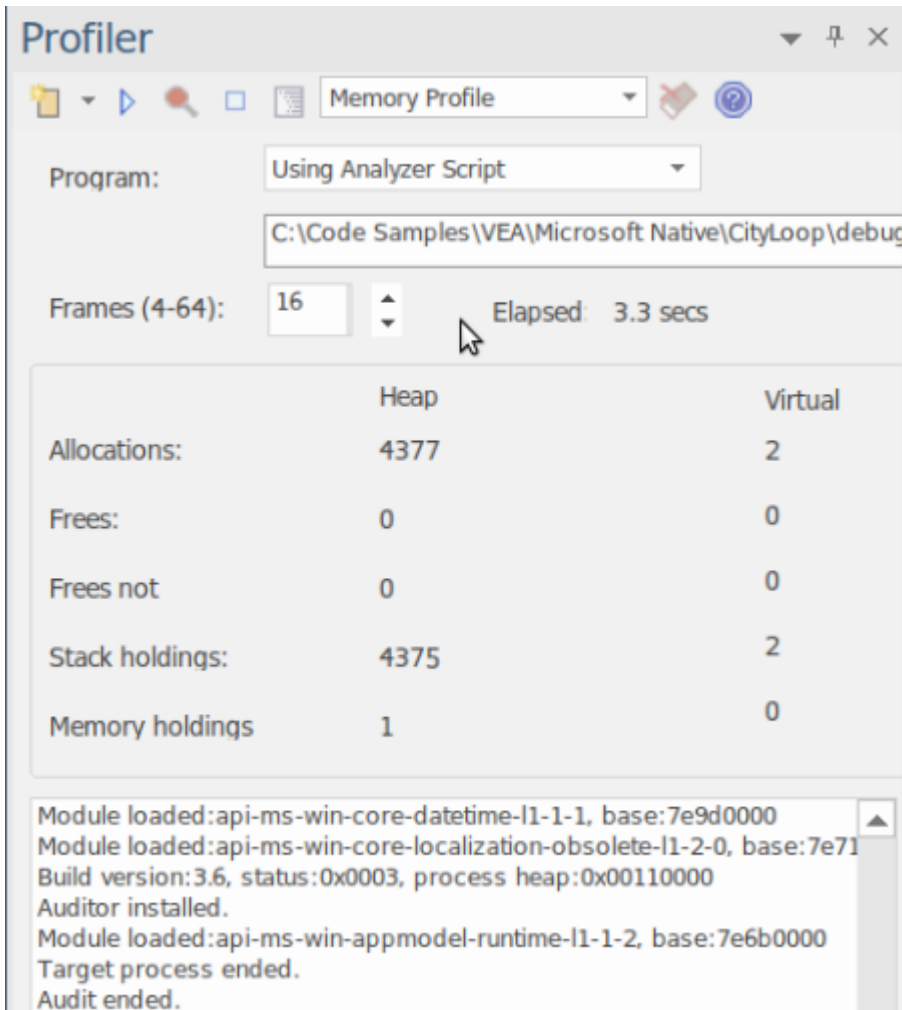 Profiler
Memory Profile
Program:
Using Analyzer Script
C:\Code Samples\VEA\Microsoft Native\CityLoop\debug
Frames (4-64):
16
Elapsed:
3.3 secs
Heap
Virtual
Allocations:
4377
2
Frees:
0
0
Frees not
0
0
Stack holdings:
4375
2
Memory holdings
1
0
Module loaded:api-ms-win-core-datetime-l1-1-1, base:7e9d0000
Module loaded:api-ms-win-core-localization-obsolete-l1-2-0, base:7e71
Build version:3.6, status:0x0003, process heap:0x00110000
Auditor installed.
Module loaded:api-ms-win-appmodel-runtime-l1-1-2, base:7e6b0000
Target process ended.
Audit ended.